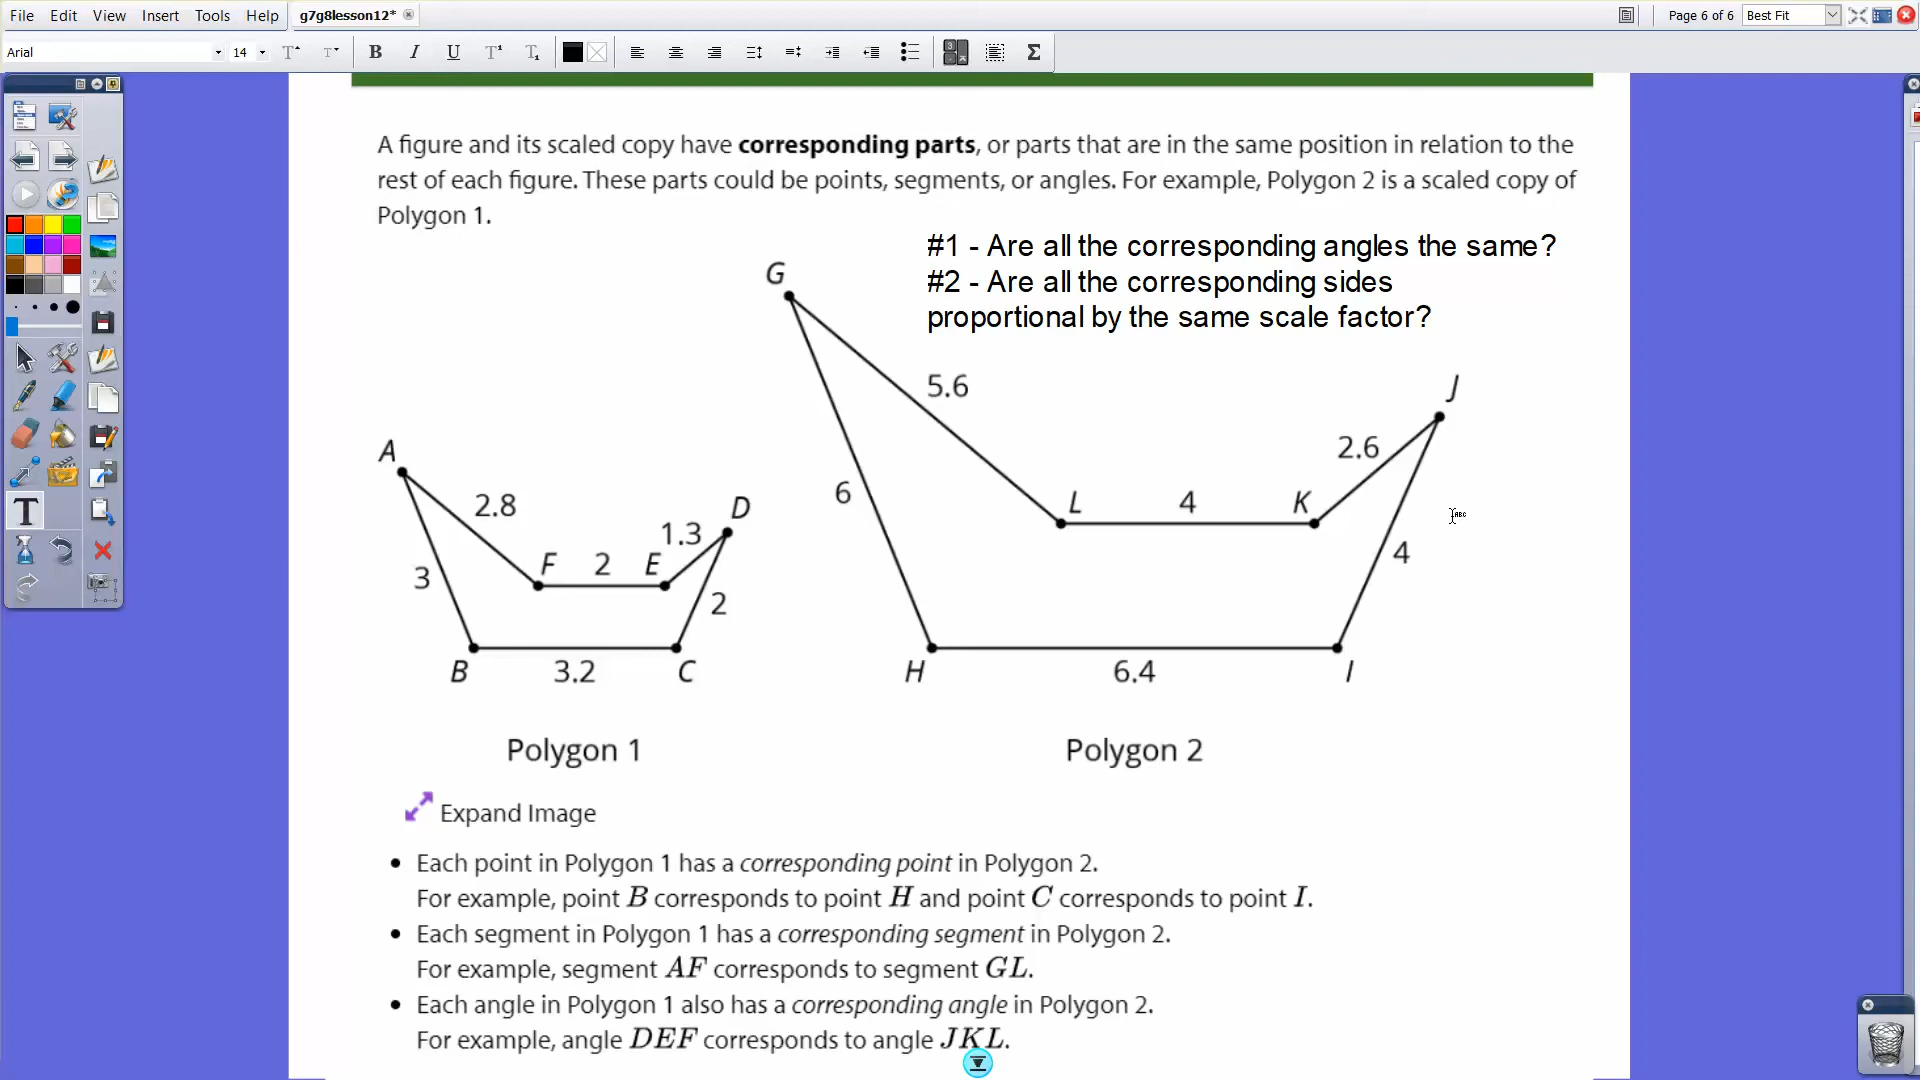 File Edit View Insert Tools Help g7g8lesson12* Page 6 of 6 Best Fit
Arial 14 T T B I U T¹ T₁ Σ
A figure and its scaled copy have corresponding parts, or parts that are in the same position in relation to the
rest of each figure. These parts could be points, segments, or angles. For example, Polygon 2 is a scaled copy of
Polygon 1.
#1 - Are all the corresponding angles the same?
#2 - Are all the corresponding sides
proportional by the same scale factor?
G
5.6
J
2.6
A
6
L 4 K
2.8
D
1.3
ABC
4
F 2 E
3
2
B 3.2 C
H 6.4 I
Polygon 1
Polygon 2
T
Expand Image
• Each point in Polygon 1 has a corresponding point in Polygon 2.
For example, point B corresponds to point H and point C corresponds to point I.
• Each segment in Polygon 1 has a corresponding segment in Polygon 2.
For example, segment AF corresponds to segment GL.
• Each angle in Polygon 1 also has a corresponding angle in Polygon 2.
For example, angle DEF corresponds to angle JKL.